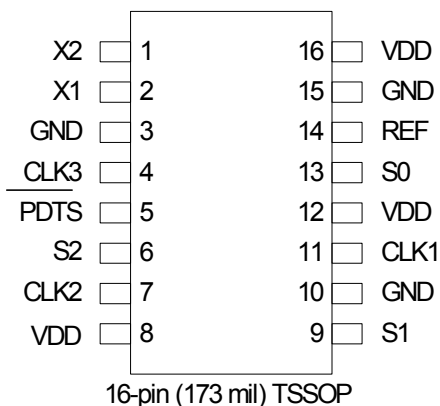 X2 1 16 VDD
X1 2 15 GND
GND 3 14 REF
CLK3 4 13 S0
PDTS 5 12 VDD
S2 6 11 CLK1
CLK2 7 10 GND
VDD 8 9 S1
16-pin (173 mil) TSSOP